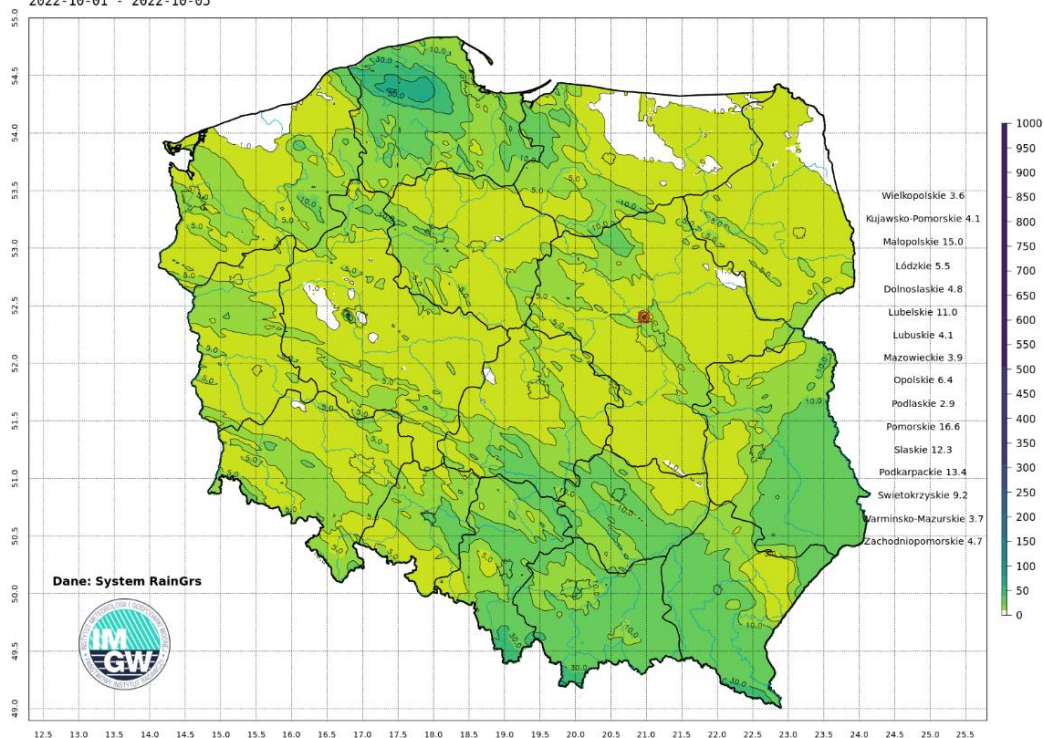 2022-10-01 - 2022-10-05
55.0
54.5
54.0
53.5
53.0
52.5
52.0
51.5
51.0
50.5
50.0
49.5
49.0
1000
950
900
850
800
750
700
650
600
550
500
450
400
350
300
250
200
150
100
50
0
Wielkopolskie 3.6
Kujawsko-Pomorskie 4.1
Malopolskie 15.0
Lódzkie 5.5
Dolnoslaskie 4.8
Lubelskie 11.0
Lubuskie 4.1
Mazowieckie 3.9
Opolskie 6.4
Podlaskie 2.9
Pomorskie 16.6
Slaskie 12.3
Podkarpackie 13.4
Swietokrzyskie 9.2
Warminsko-Mazurskie 3.7
Zachodniopomorskie 4.7
Dane: System RainGrs
IM
GW
12.5 13.0 13.5 14.0 14.5 15.0 15.5 16.0 16.5 17.0 17.5 18.0 18.5 19.0 19.5 20.0 20.5 21.0 21.5 22.0 22.5 23.0 23.5 24.0 24.5 25.0 25.5